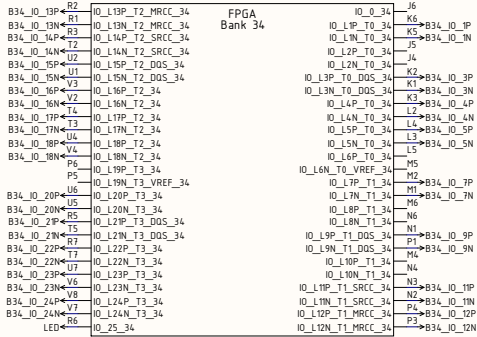 FPGA
Bank 34
B34_IO_13P R2 IO_L13P_T2_MRCC_34
B34_IO_13N R1 IO_L13N_T2_MRCC_34
B34_IO_14P R3 IO_L14P_T2_SRCC_34
B34_IO_14N T2 IO_L14N_T2_SRCC_34
B34_IO_15P U2 IO_L15P_T2_DQS_34
B34_IO_15N U1 IO_L15N_T2_DQS_34
B34_IO_16P V3 IO_L16P_T2_34
B34_IO_16N V2 IO_L16N_T2_34
B34_IO_17P T4 IO_L17P_T2_34
B34_IO_17N T3 IO_L17N_T2_34
B34_IO_18P U4 IO_L18P_T2_34
B34_IO_18N V4 IO_L18N_T2_34
P6 IO_L19P_T3_34
P5 IO_L19N_T3_VREF_34
B34_IO_20P U6 IO_L20P_T3_34
B34_IO_20N U5 IO_L20N_T3_34
B34_IO_21P R5 IO_L21P_T3_DQS_34
B34_IO_21N T5 IO_L21N_T3_DQS_34
B34_IO_22P R7 IO_L22P_T3_34
B34_IO_22N T7 IO_L22N_T3_34
B34_IO_23P U7 IO_L23P_T3_34
B34_IO_23N V6 IO_L23N_T3_34
B34_IO_24P V8 IO_L24P_T3_34
B34_IO_24N V7 IO_L24N_T3_34
LED R6 IO_25_34
IO_0_34 J6
IO_L1P_T0_34 K6 B34_IO_1P
IO_L1N_T0_34 K5 B34_IO_1N
IO_L2P_T0_34 J5
IO_L2N_T0_34 J4
IO_L3P_T0_DQS_34 K2 B34_IO_3P
IO_L3N_T0_DQS_34 K1 B34_IO_3N
IO_L4P_T0_34 K3 B34_IO_4P
IO_L4N_T0_34 L2 B34_IO_4N
IO_L5P_T0_34 L4 B34_IO_5P
IO_L5N_T0_34 L3 B34_IO_5N
IO_L6P_T0_34 L5
IO_L6N_T0_VREF_34 M5
IO_L7P_T1_34 M2 B34_IO_7P
IO_L7N_T1_34 M1 B34_IO_7N
IO_L8P_T1_34 M6
IO_L8N_T1_34 N6
IO_L9P_T1_DQS_34 N1 B34_IO_9P
IO_L9N_T1_DQS_34 P1 B34_IO_9N
IO_L10P_T1_34 M4
IO_L10N_T1_34 N4
IO_L11P_T1_SRCC_34 N3 B34_IO_11P
IO_L11N_T1_SRCC_34 N2 B34_IO_11N
IO_L12P_T1_MRCC_34 P4 B34_IO_12P
IO_L12N_T1_MRCC_34 P3 B34_IO_12N